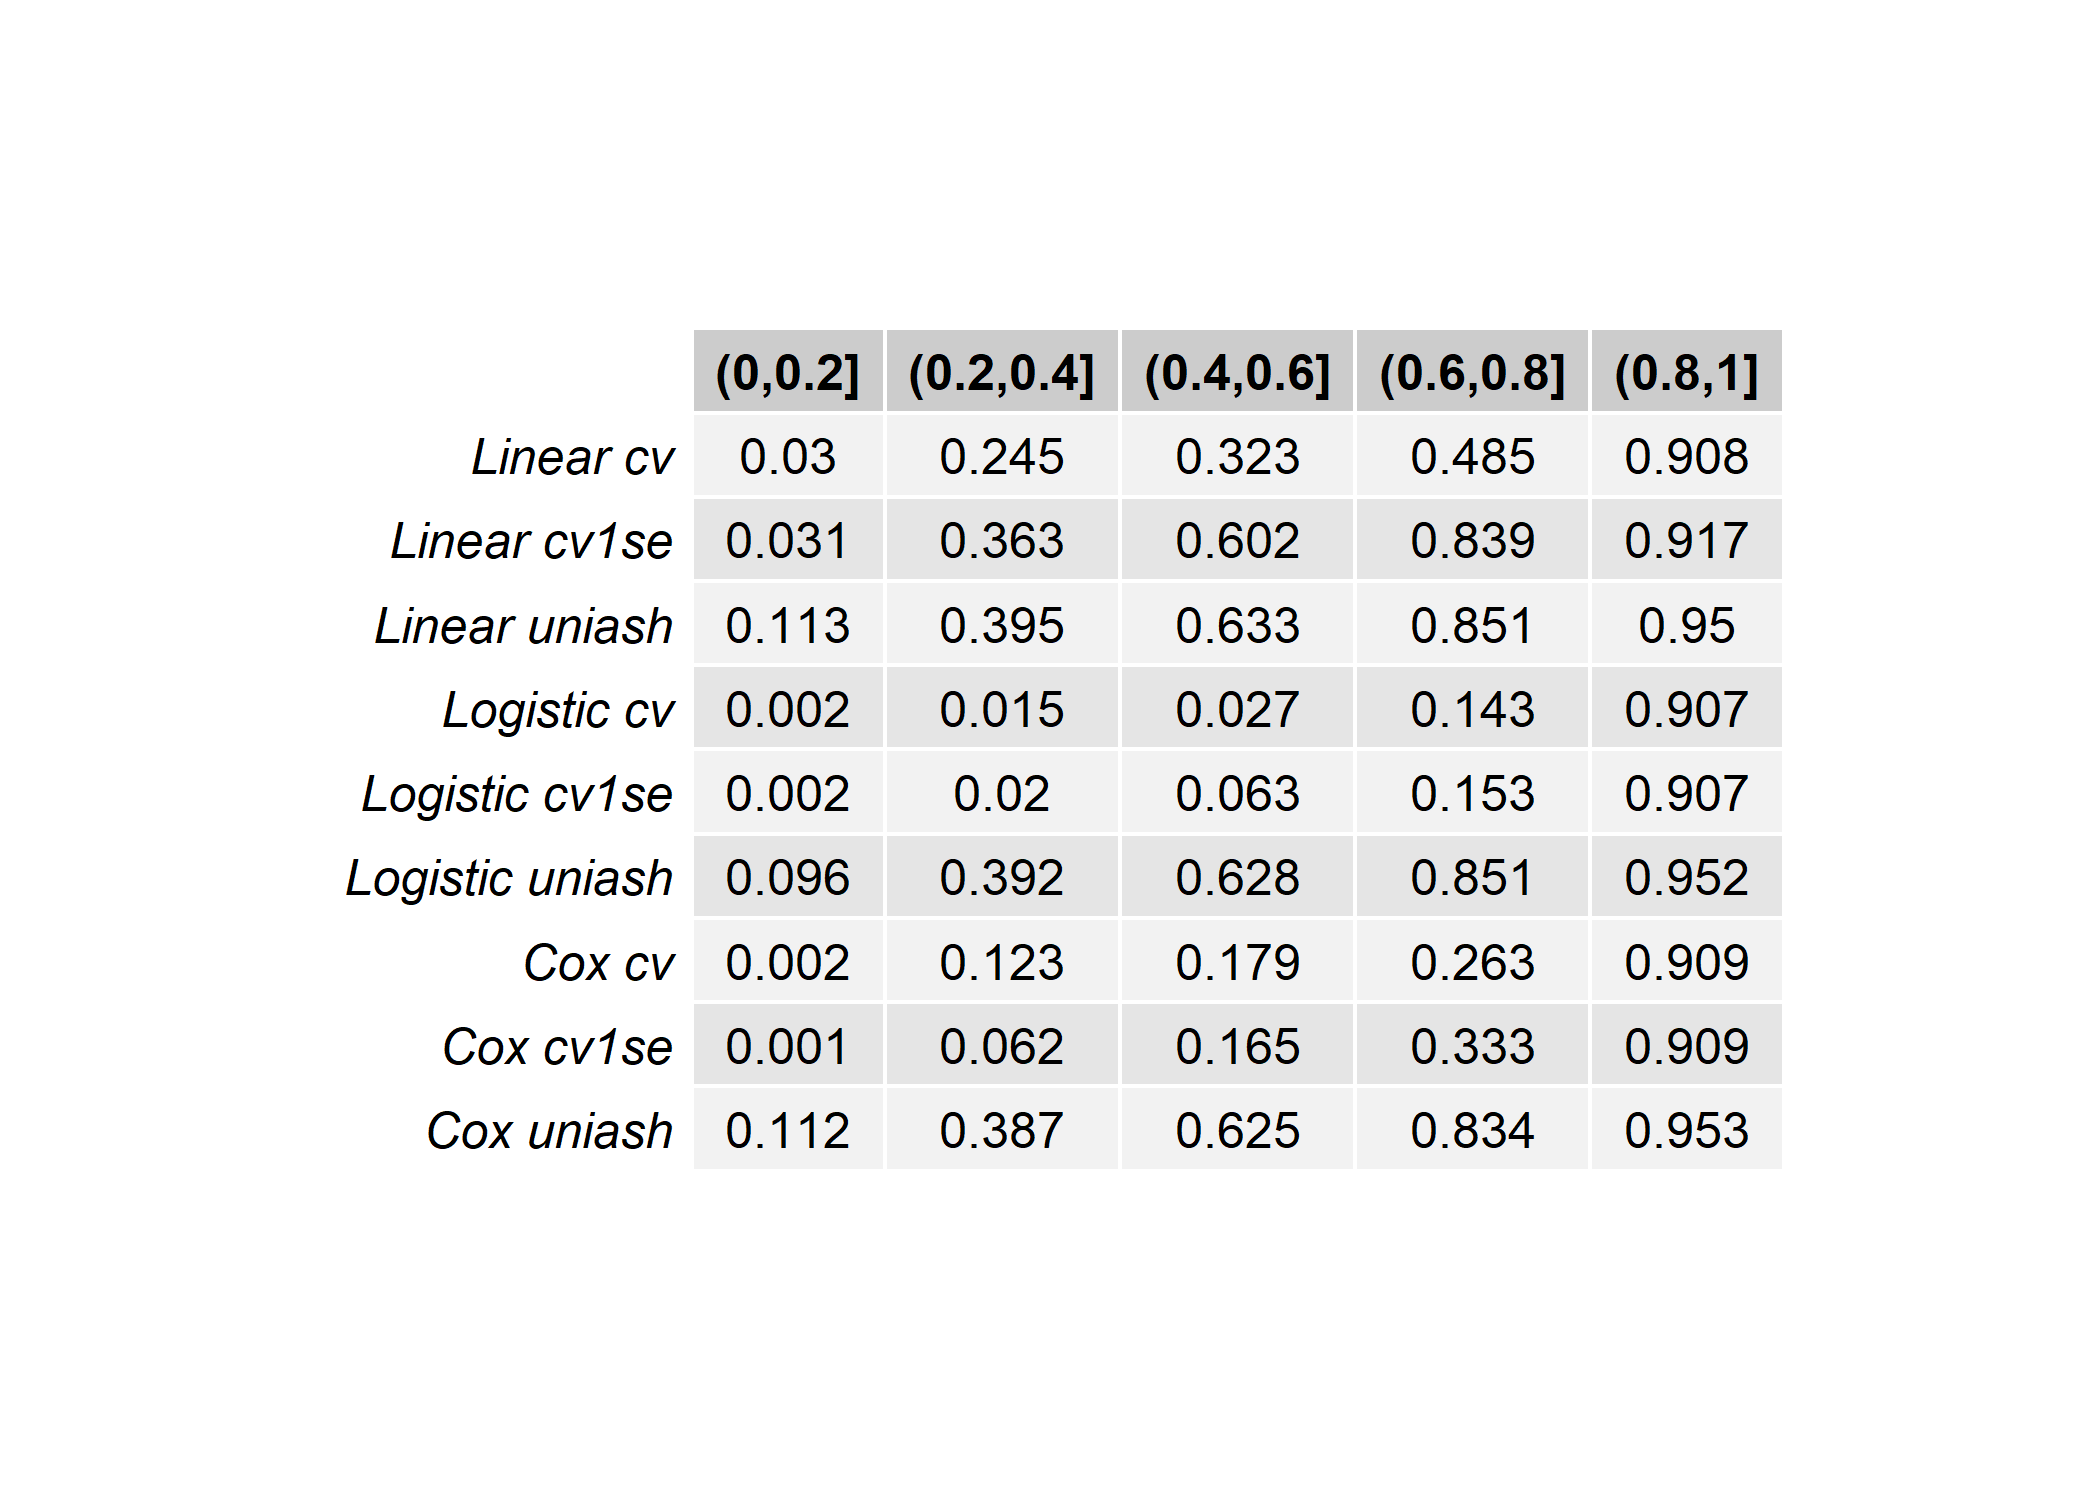 (0,0.2] (0.2,0.4] (0.4,0.6] (0.6,0.8] (0.8,1]
Linear cv 0.03 0.245 0.323 0.485 0.908
Linear cv1se 0.031 0.363 0.602 0.839 0.917
Linear uniash 0.113 0.395 0.633 0.851 0.95
Logistic cv 0.002 0.015 0.027 0.143 0.907
Logistic cv1se 0.002 0.02 0.063 0.153 0.907
Logistic uniash 0.096 0.392 0.628 0.851 0.952
Cox cv 0.002 0.123 0.179 0.263 0.909
Cox cv1se 0.001 0.062 0.165 0.333 0.909
Cox uniash 0.112 0.387 0.625 0.834 0.953